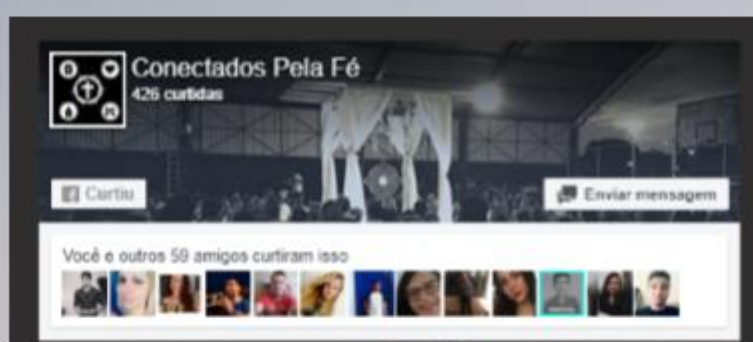 Conectados Pela Fé
426 curtidas
Curtiu
Enviar mensagem
Você e outros 59 amigos curtiram isso